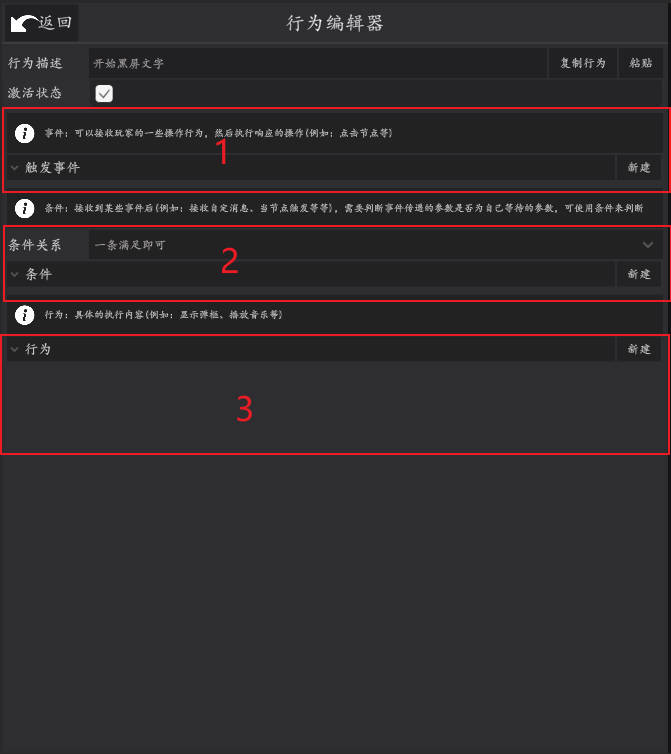 返回
行为编辑器
行为描述 开始黑屏文字 复制行为 粘贴
激活状态
事件：可以接收玩家的一些操作行为，然后执行响应的操作(例如：点击节点等)
1
触发事件 新建
条件：接收到某些事件后(例如：接收自定消息、当节点触发等等)，需要判断事件传递的参数是否为自己等待的参数，可使用条件来判断
条件关系 一条满足即可
2
条件 新建
行为：具体的执行内容(例如：显示弹框、播放音乐等)
行为 新建
3